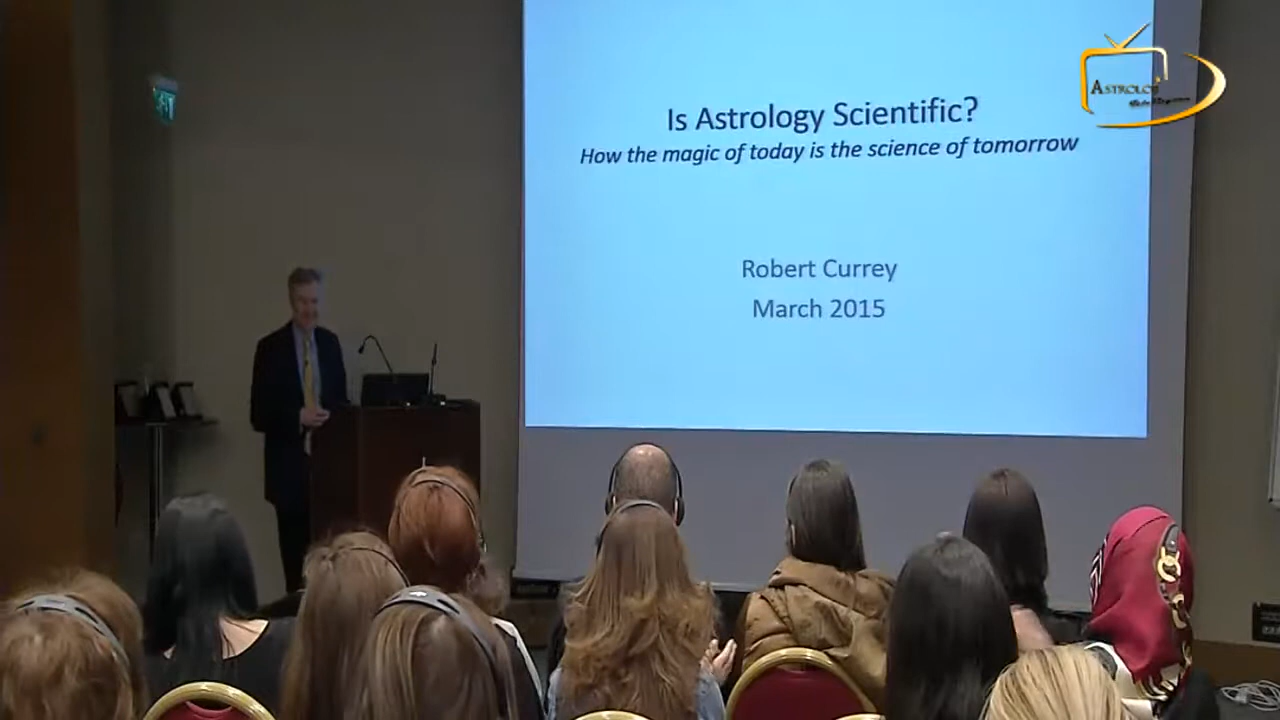 Is Astrology Scientific?
How the magic of today is the science of tomorrow
Robert Currey
March 2015